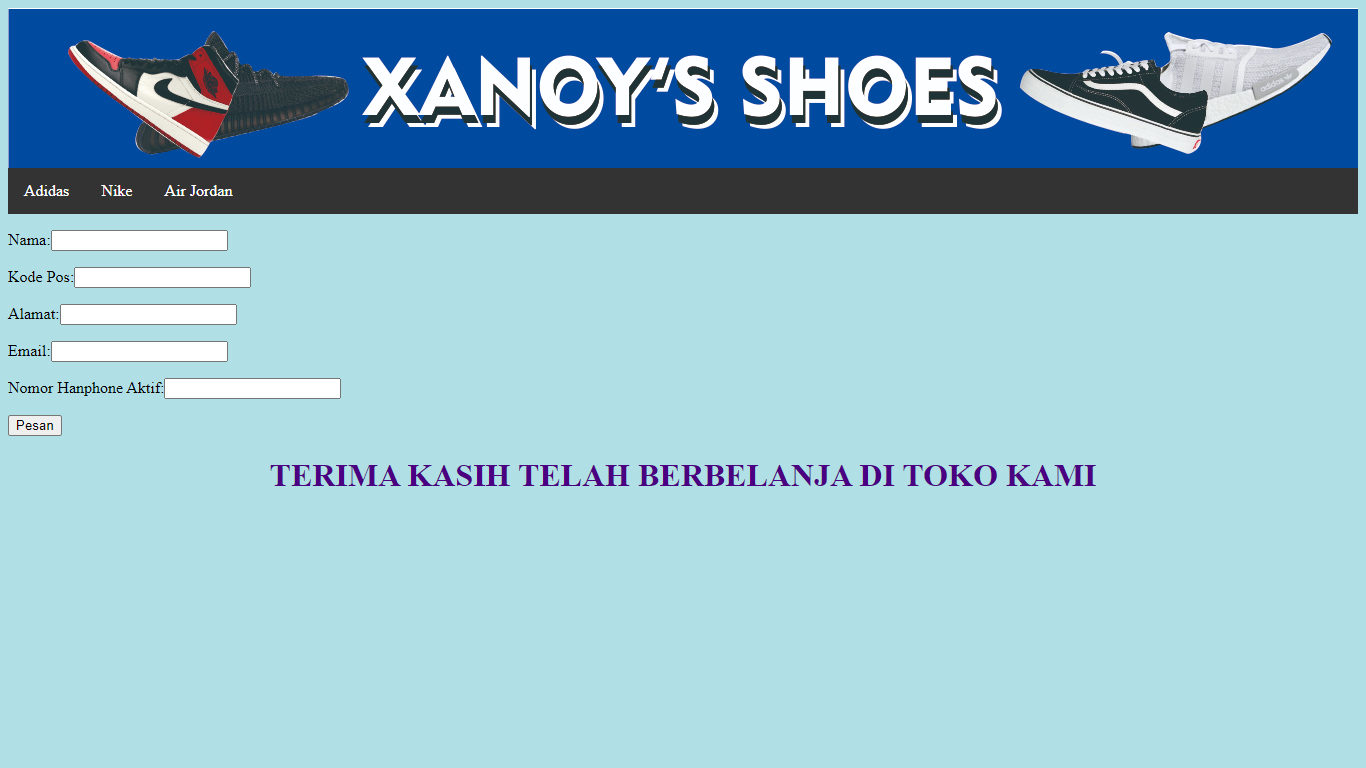 XANOY'S SHOES
Adidas Nike Air Jordan
Nama:
Kode Pos:
Alamat:
Email:
Nomor Hanphone Aktif:
Pesan
TERIMA KASIH TELAH BERBELANJA DI TOKO KAMI